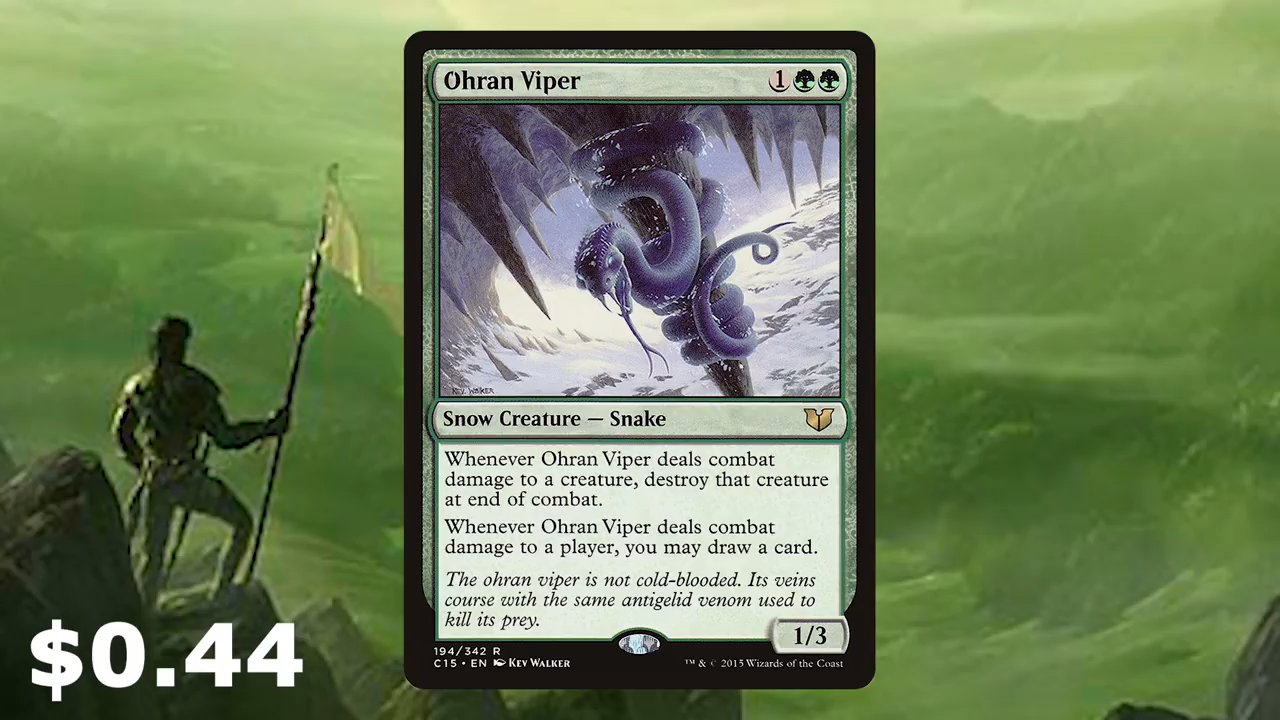 Ohran Viper 1
KEV WALKER
Snow Creature — Snake
Whenever Ohran Viper deals combat
damage to a creature, destroy that creature
at end of combat.
Whenever Ohran Viper deals combat
damage to a player, you may draw a card.
The ohran viper is not cold-blooded. Its veins
course with the same antigelid venom used to
kill its prey.
1/3
194/342 R
C15 • EN Kev Walker
™ & © 2015 Wizards of the Coast
$0.44